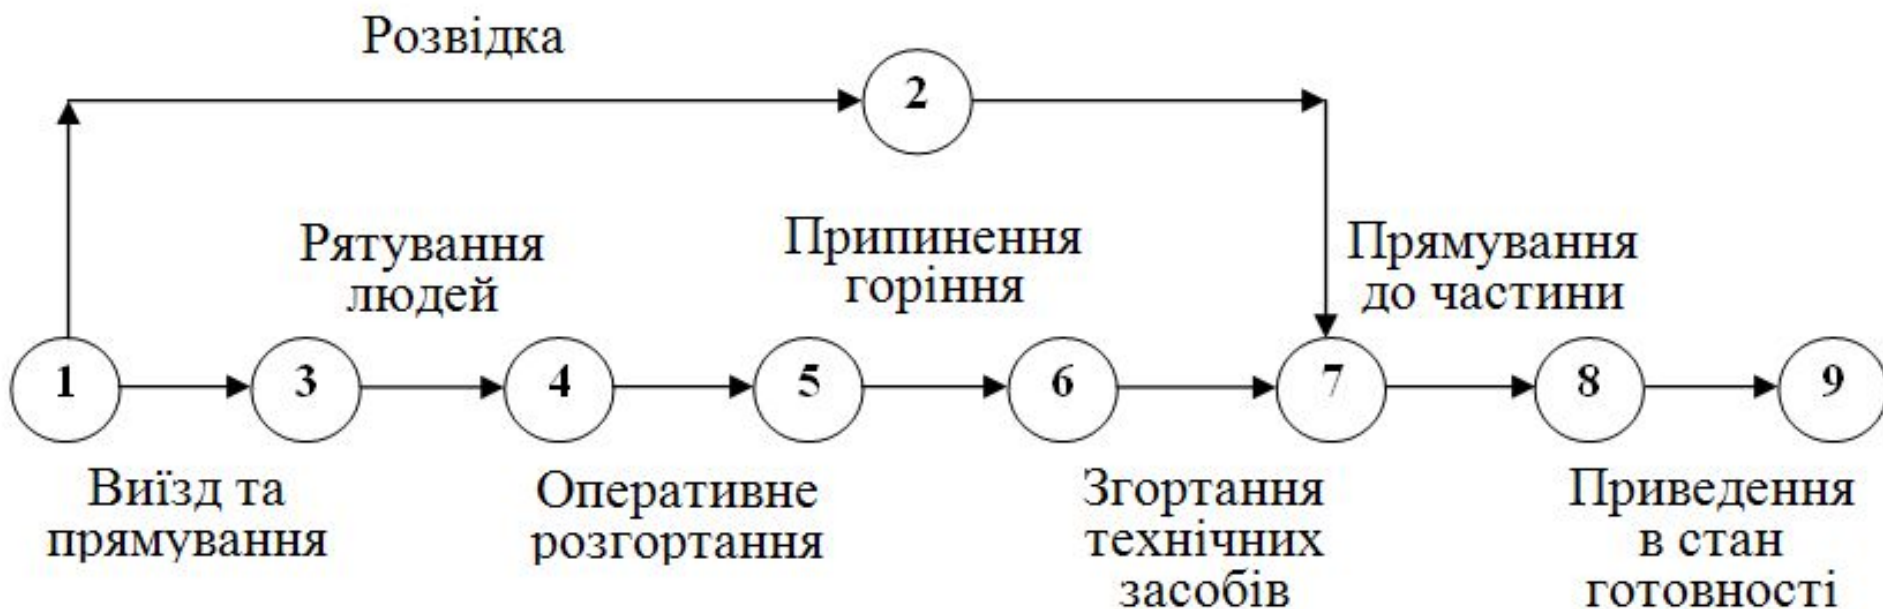 Розвідка
2
Рятування
людей
Припинення
горіння
Прямування
до частини
1
3
4
5
6
7
8
9
Виїзд та
прямування
Оперативне
розгортання
Згортання
технічних
засобів
Приведення
в стан
готовності